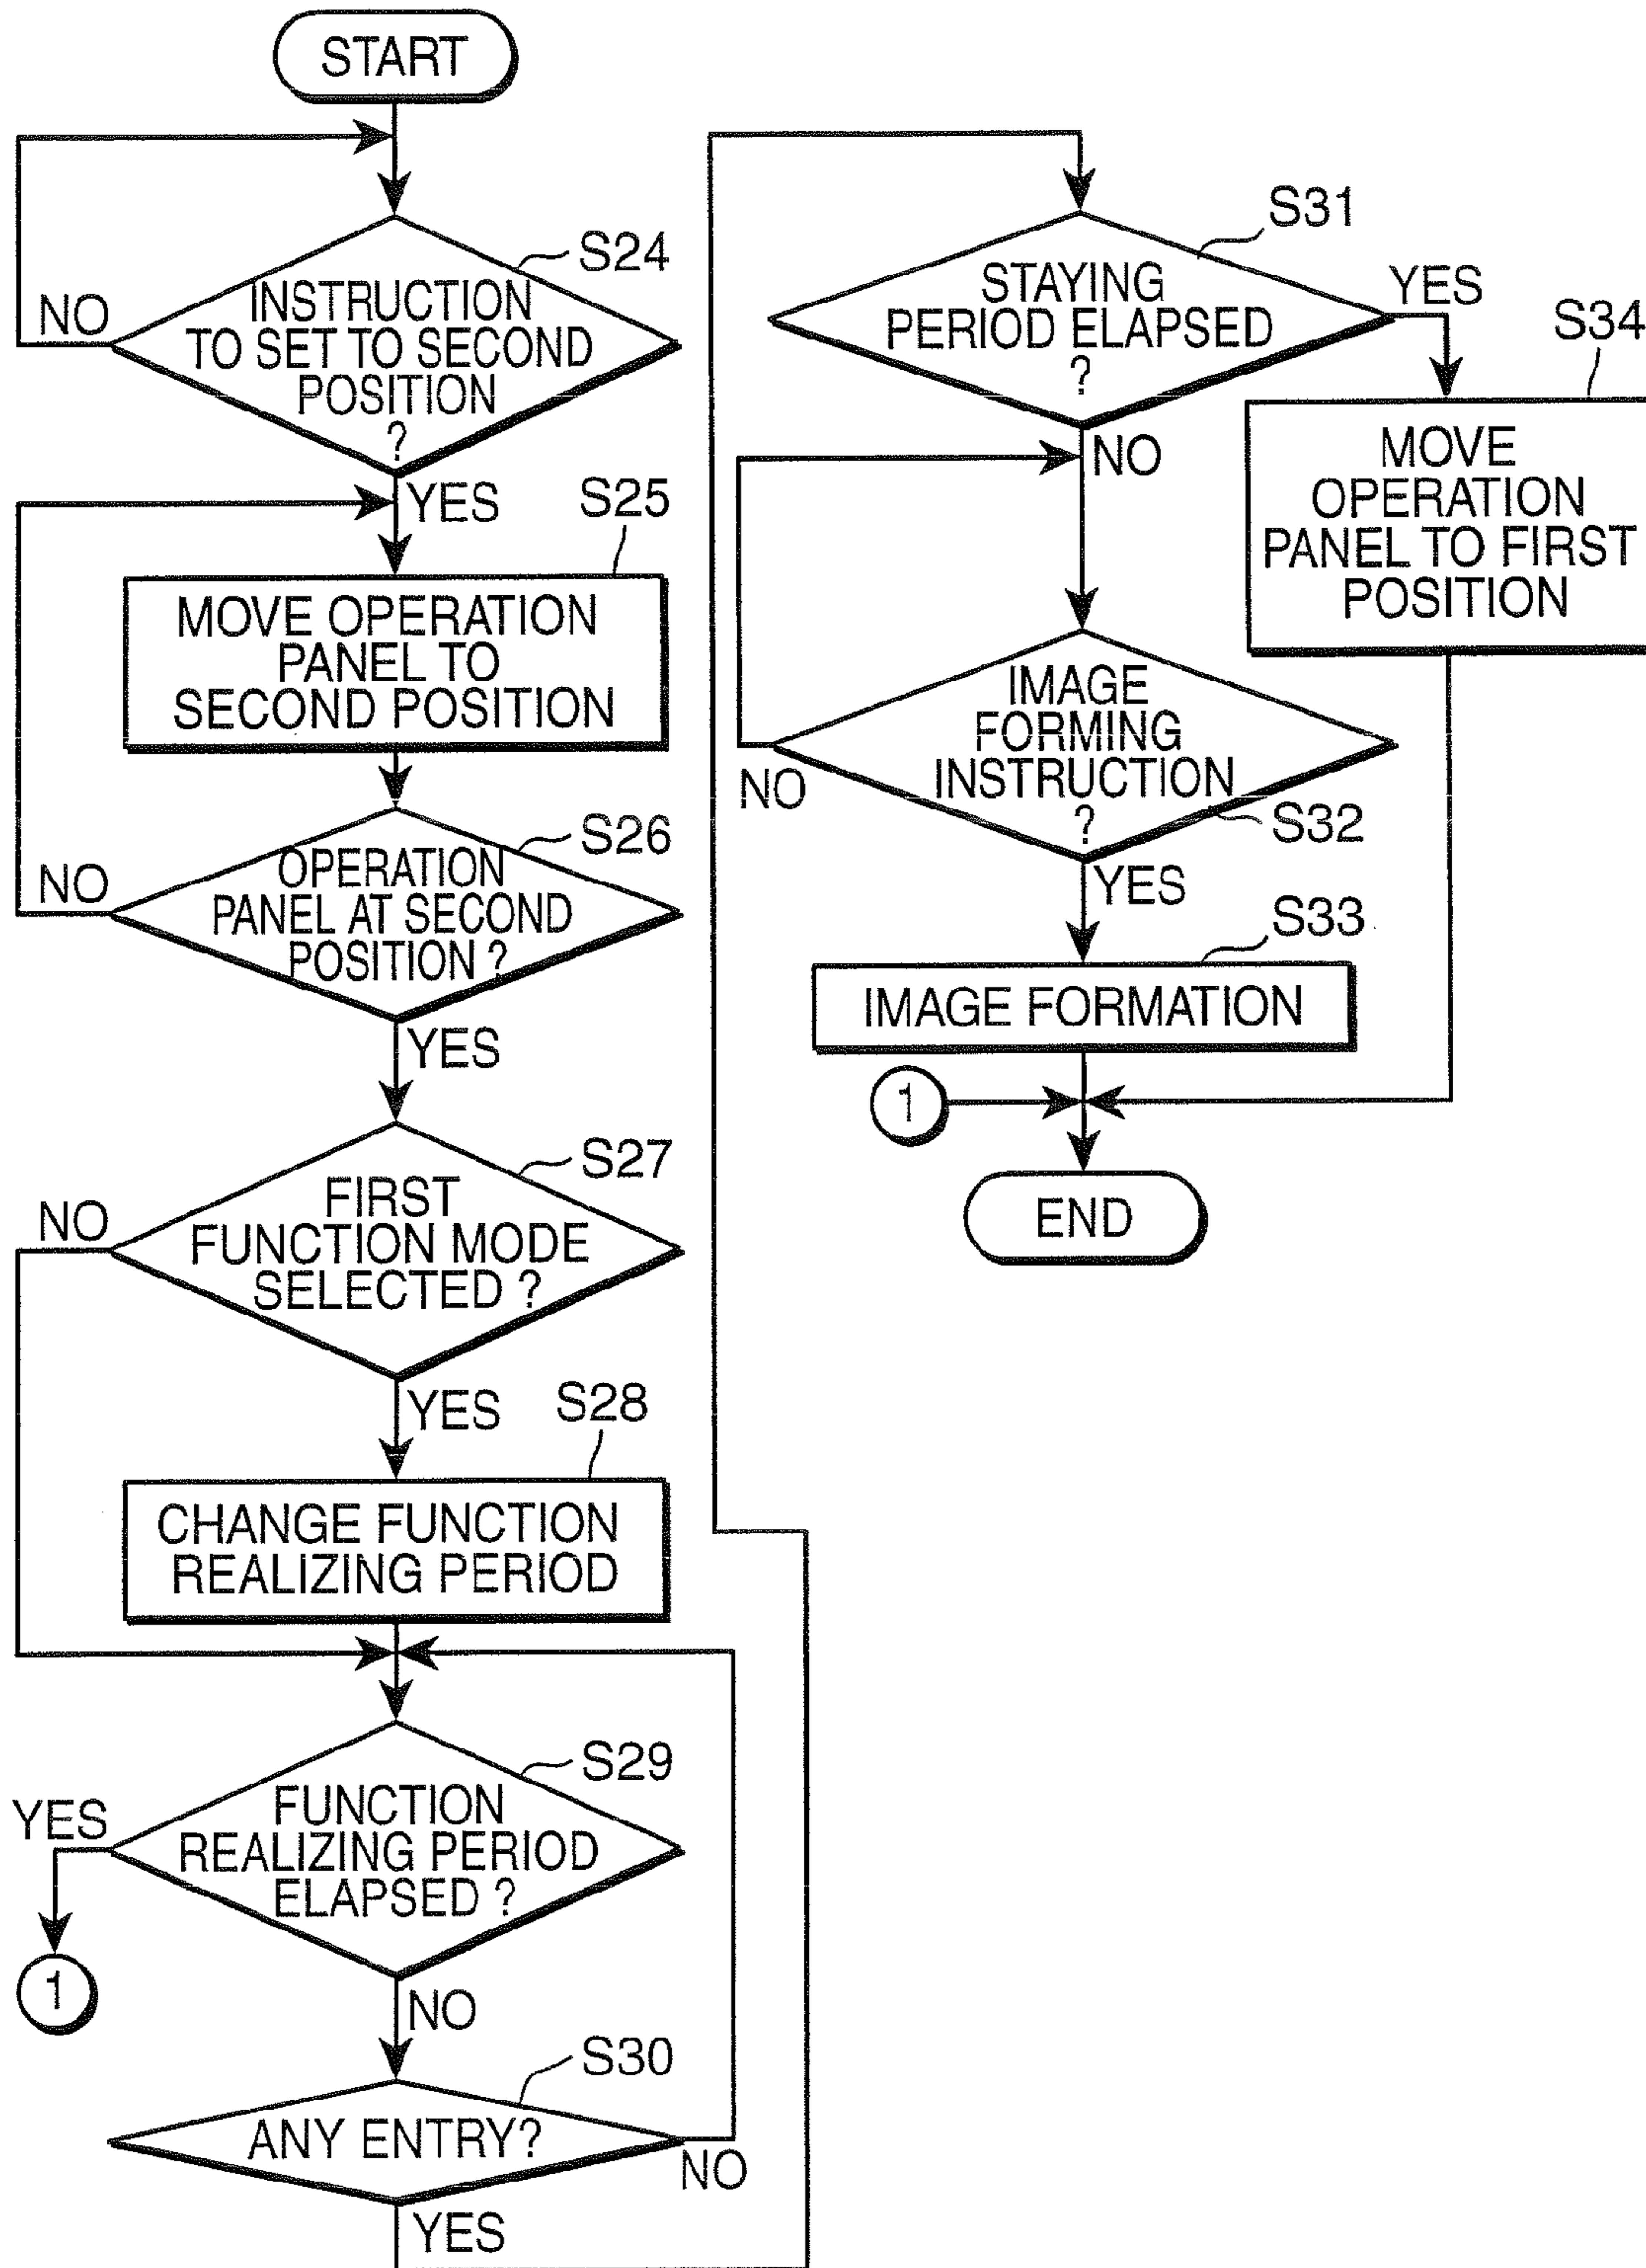 START
S24
INSTRUCTION
TO SET TO SECOND
POSITION
?
NO
YES
S25
MOVE OPERATION
PANEL TO
SECOND POSITION
S26
OPERATION
PANEL AT SECOND
POSITION ?
NO
YES
S27
FIRST
FUNCTION MODE
SELECTED ?
NO
YES
S28
CHANGE FUNCTION
REALIZING PERIOD
S29
FUNCTION
REALIZING PERIOD
ELAPSED ?
YES
1
NO
S30
ANY ENTRY?
NO
YES
S31
STAYING
PERIOD ELAPSED
?
YES
NO
S34
MOVE
OPERATION
PANEL TO FIRST
POSITION
IMAGE
FORMING
INSTRUCTION
?
NO
S32
YES
S33
IMAGE FORMATION
1
END